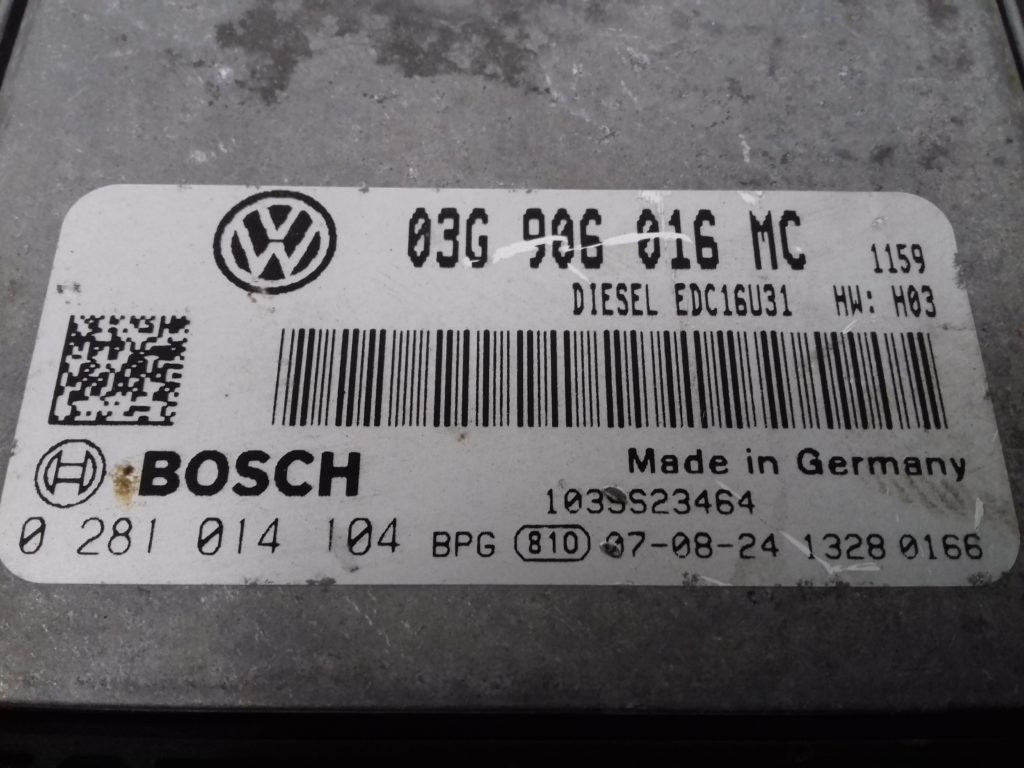 03G 906 016 MC 1159
DIESEL EDC16U31 HW: H03
Made in Germany
BOSCH
1039S23464
0 281 014 104 BPG 810 07-08-24 1328 0166